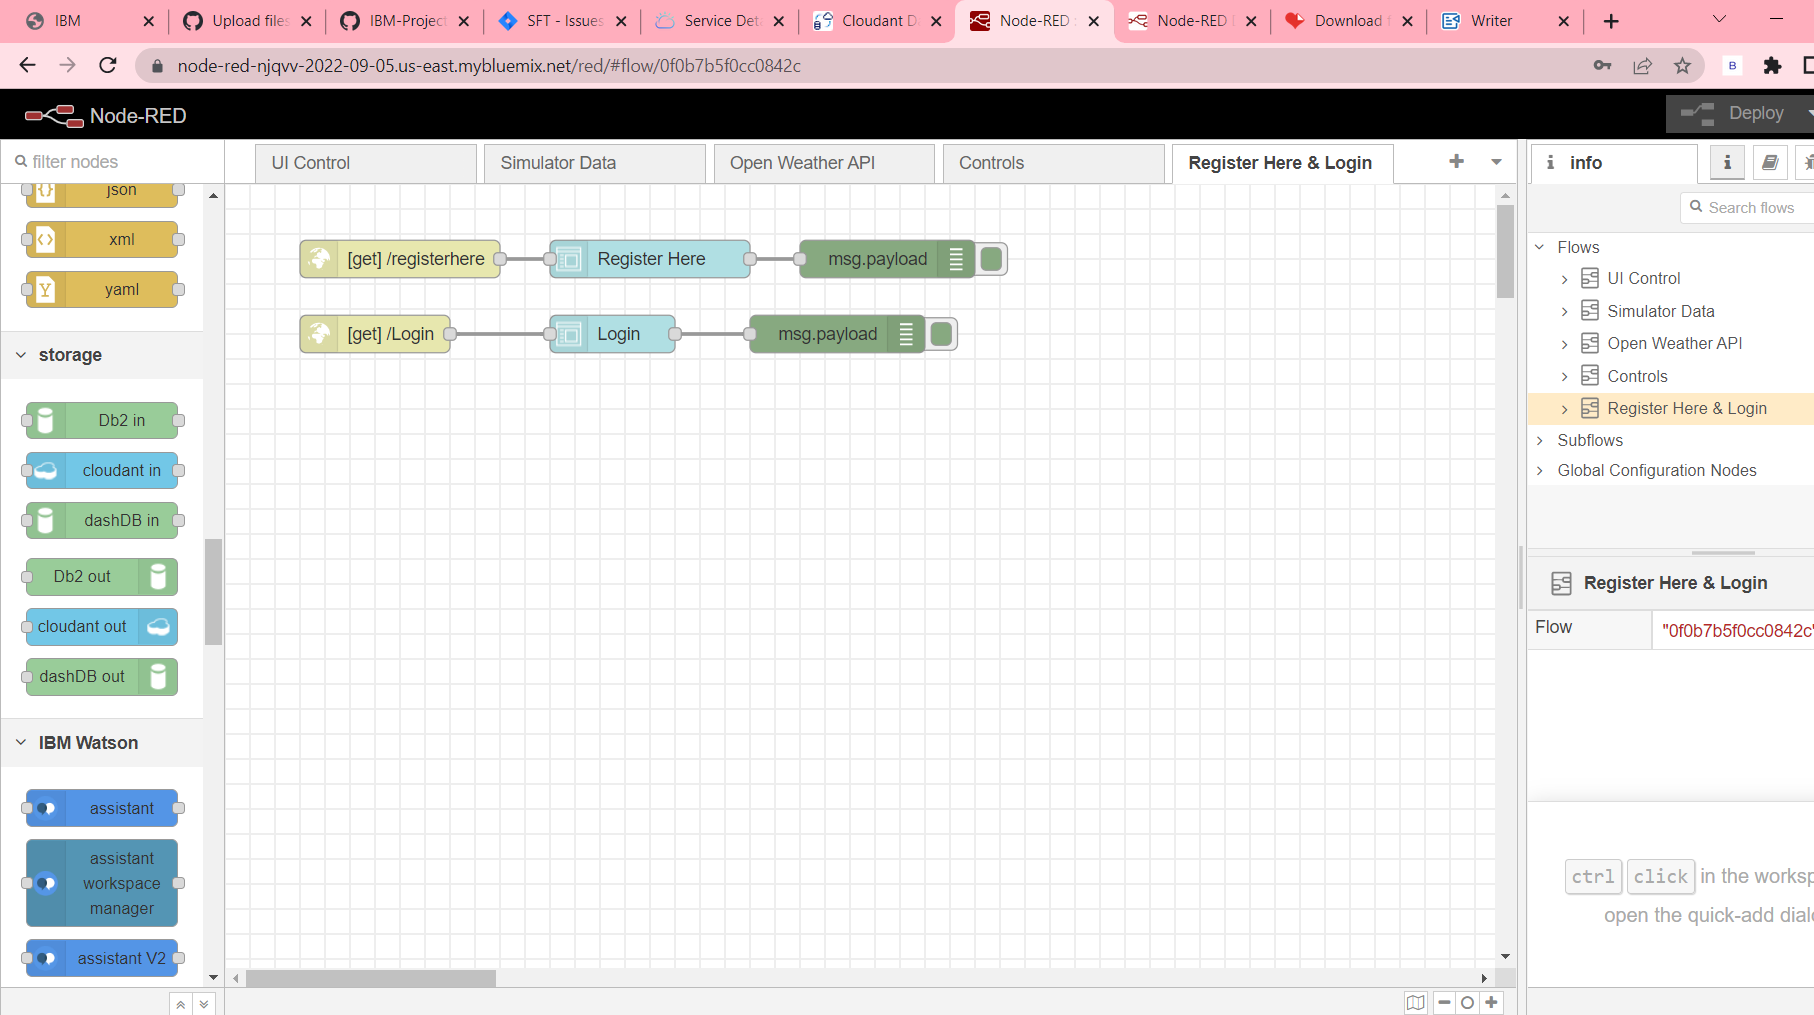 IBM
Upload files
IBM-Project
SFT - Issues
Service Det
Cloudant D
Node-RED
Node-RED
Download f
Writer
node-red-njqvv-2022-09-05.us-east.mybluemix.net/red/#flow/0f0b7b5f0cc0842c
B
Node-RED
Deploy
filter nodes
UI Control
Simulator Data
Open Weather API
Controls
Register Here & Login
i info
i
Search flows
json
xml
yaml
storage
Db2 in
cloudant in
dashDB in
Db2 out
cloudant out
dashDB out
IBM Watson
assistant
assistant
workspace
manager
assistant V2
[get] /registerhere
Register Here
msg.payload
[get] /Login
Login
msg.payload
Flows
UI Control
Simulator Data
Open Weather API
Controls
Register Here & Login
Subflows
Global Configuration Nodes
Register Here & Login
Flow
"0f0b7b5f0cc0842c"
ctrl click in the worksp
open the quick-add dial